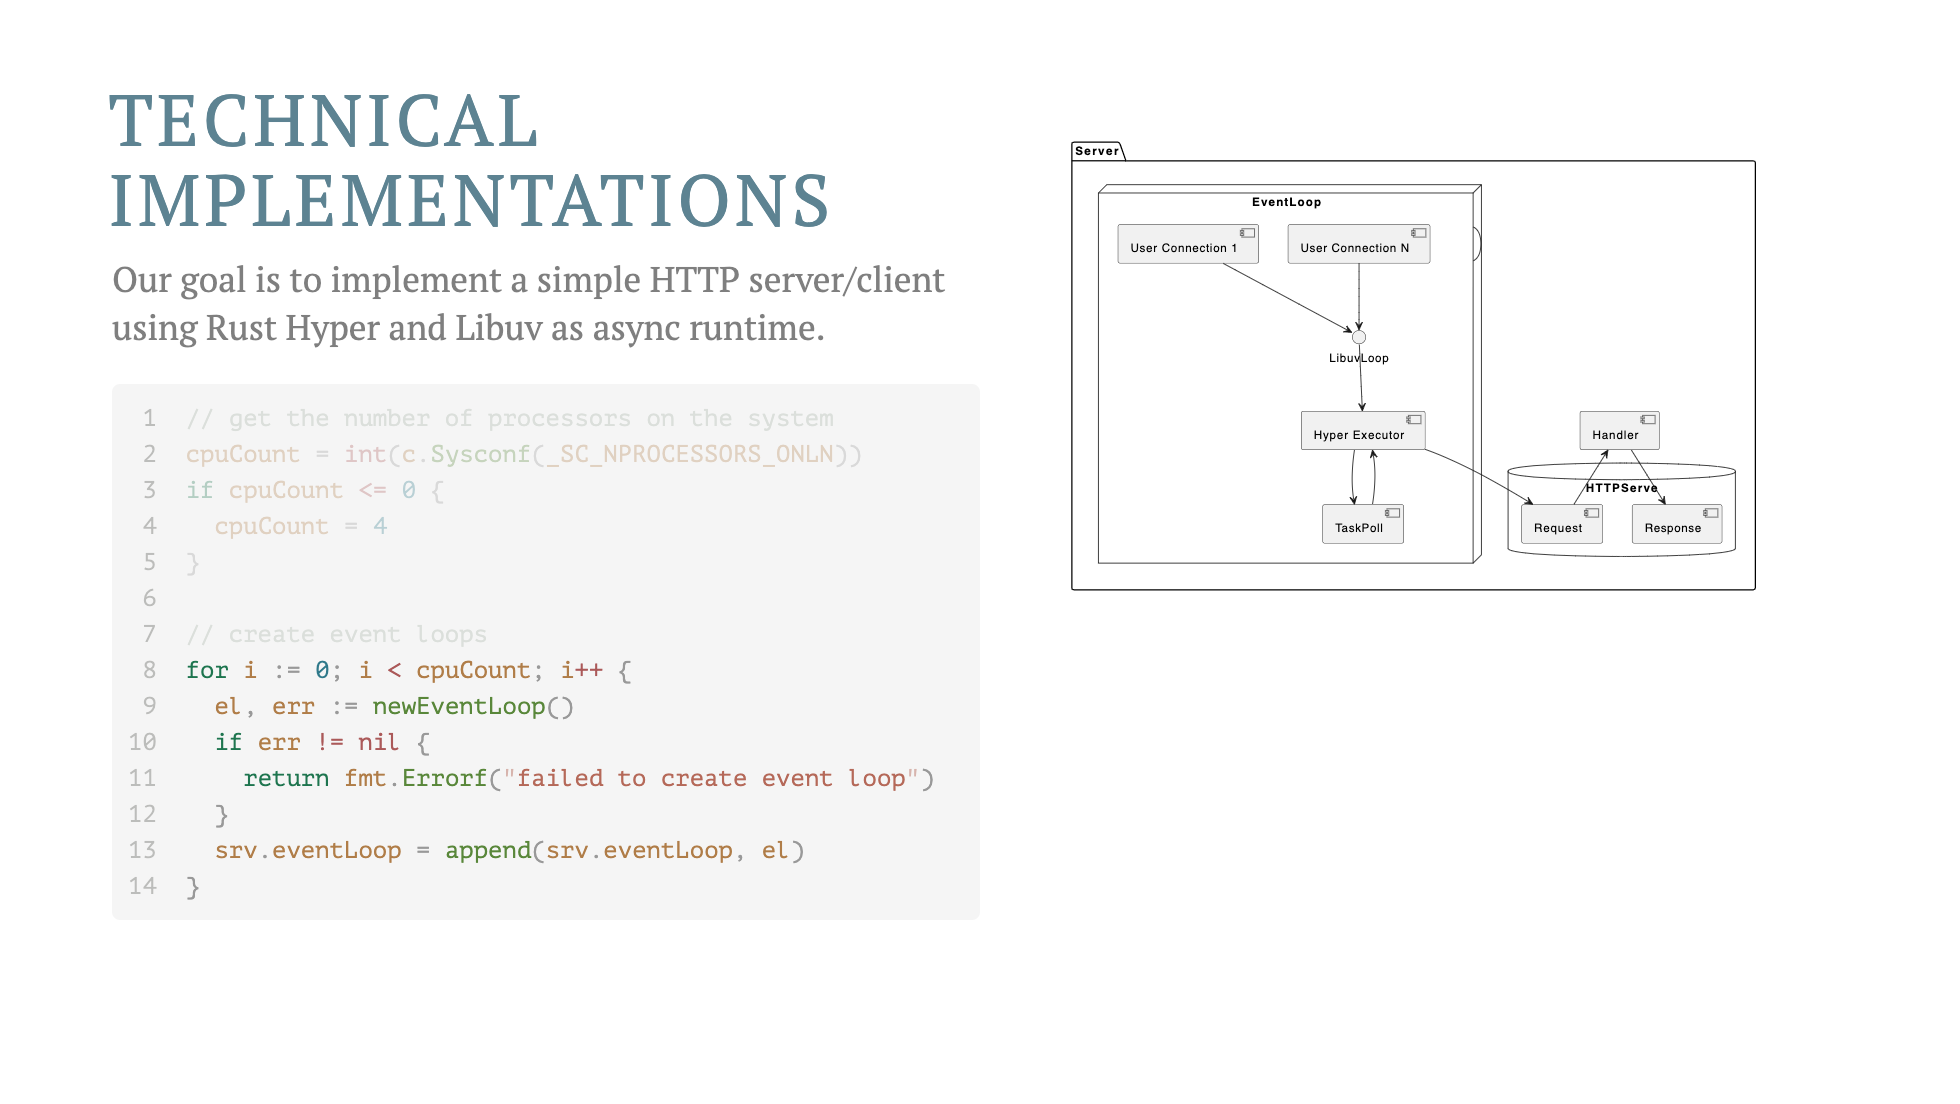 TECHNICAL
IMPLEMENTATIONS
Our goal is to implement a simple HTTP server/client
using Rust Hyper and Libuv as async runtime.
1 // get the number of processors on the system
2 cpuCount = int(c.Sysconf(_SC_NPROCESSORS_ONLN))
3 if cpuCount <= 0 {
4   cpuCount = 4
5 }
6
7 // create event loops
8 for i := 0; i < cpuCount; i++ {
9   el, err := newEventLoop()
10   if err != nil {
11     return fmt.Errorf("failed to create event loop")
12   }
13   srv.eventLoop = append(srv.eventLoop, el)
14 }
Server
EventLoop
User Connection 1
User Connection N
LibuvLoop
Hyper Executor
Handler
HTTPServe
TaskPoll
Request
Response